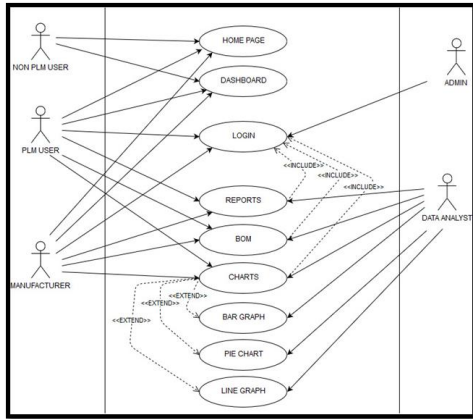 HOME PAGE
NON PLM USER
DASHBOARD
ADMIN
LOGIN
PLM USER
<<INCLUDE>>
<<INCLUDE>>
<<INCLUDE>>
REPORTS
DATA ANALYST
BOM
CHARTS
MANUFACTURER
<<EXTEND>>
<<EXTEND>>
<<EXTEND>>
BAR GRAPH
PIE CHART
LINE GRAPH